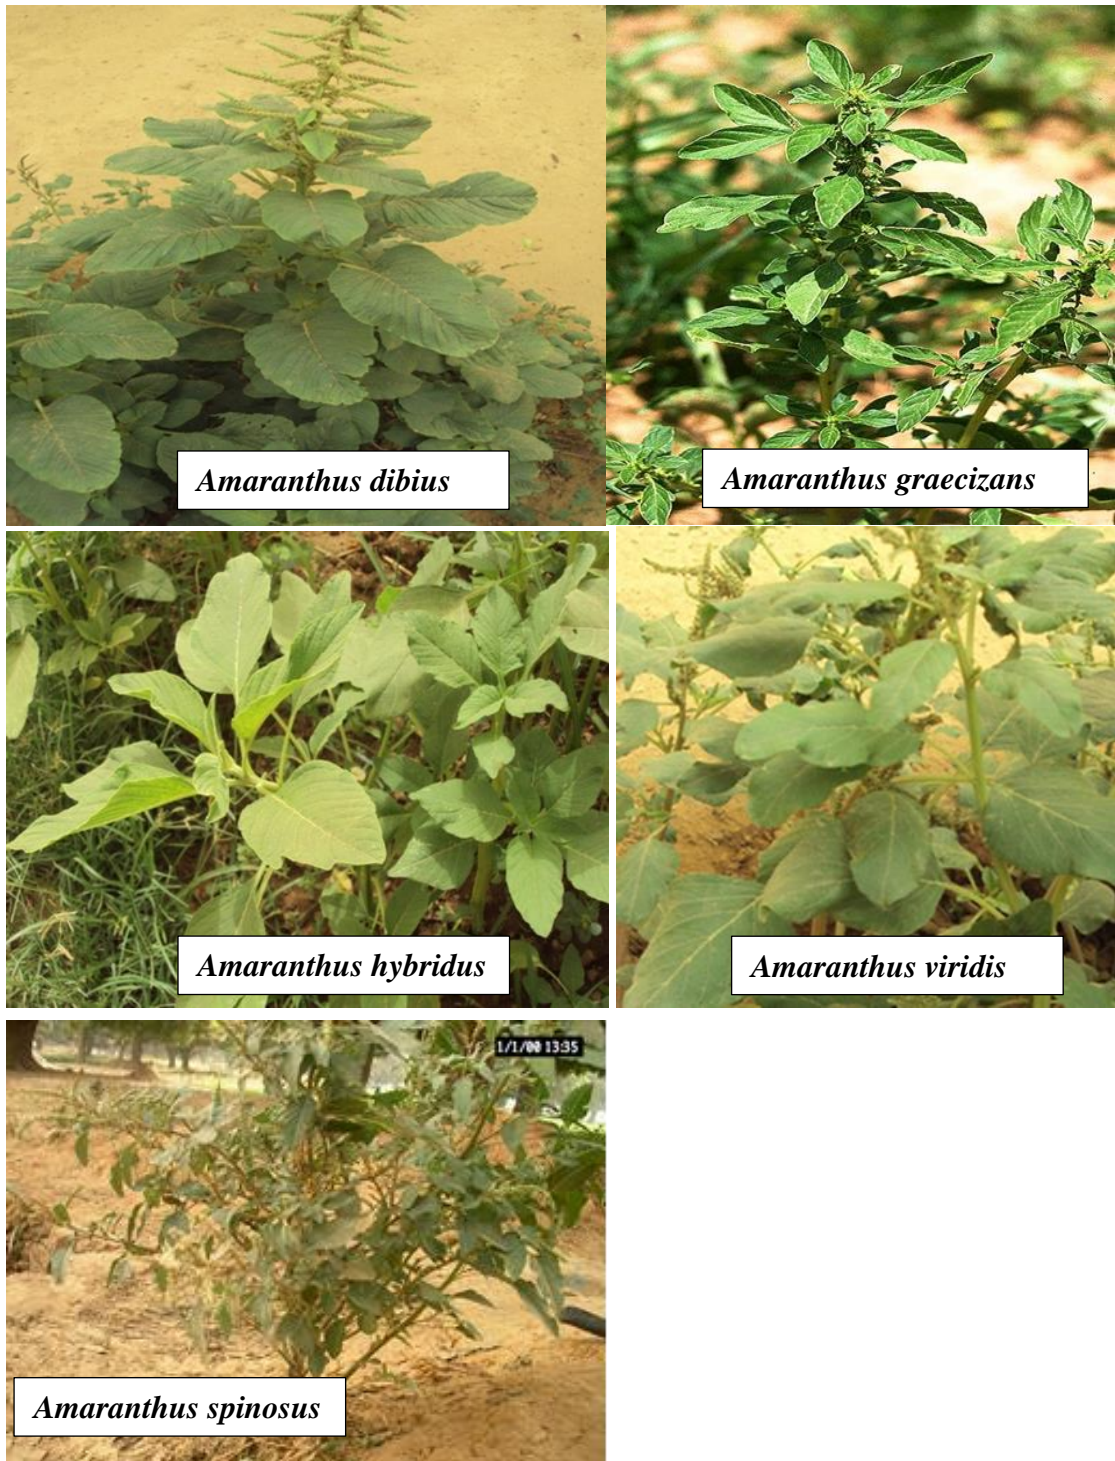 Amaranthus dibius
Amaranthus graecizans
Amaranthus hybridus
Amaranthus viridis
1/1/00 13:35
Amaranthus spinosus